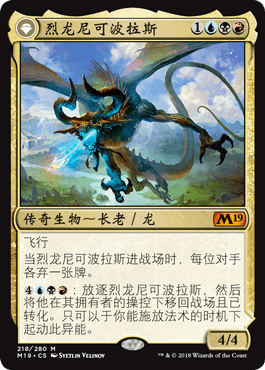 烈龙尼可波拉斯 1
M19
传奇生物～长老 / 龙
飞行
当烈龙尼可波拉斯进战场时，每位对手
各弃一张牌。
4 ：放逐烈龙尼可波拉斯，然后
将他在其拥有者的操控下移回战场且已
转化。只可以于你能施放法术的时机下
起动此异能。
4/4
218/280 M
M19 • CS SVETLIN VELINOV
™ & © 2018 Wizards of the Coast